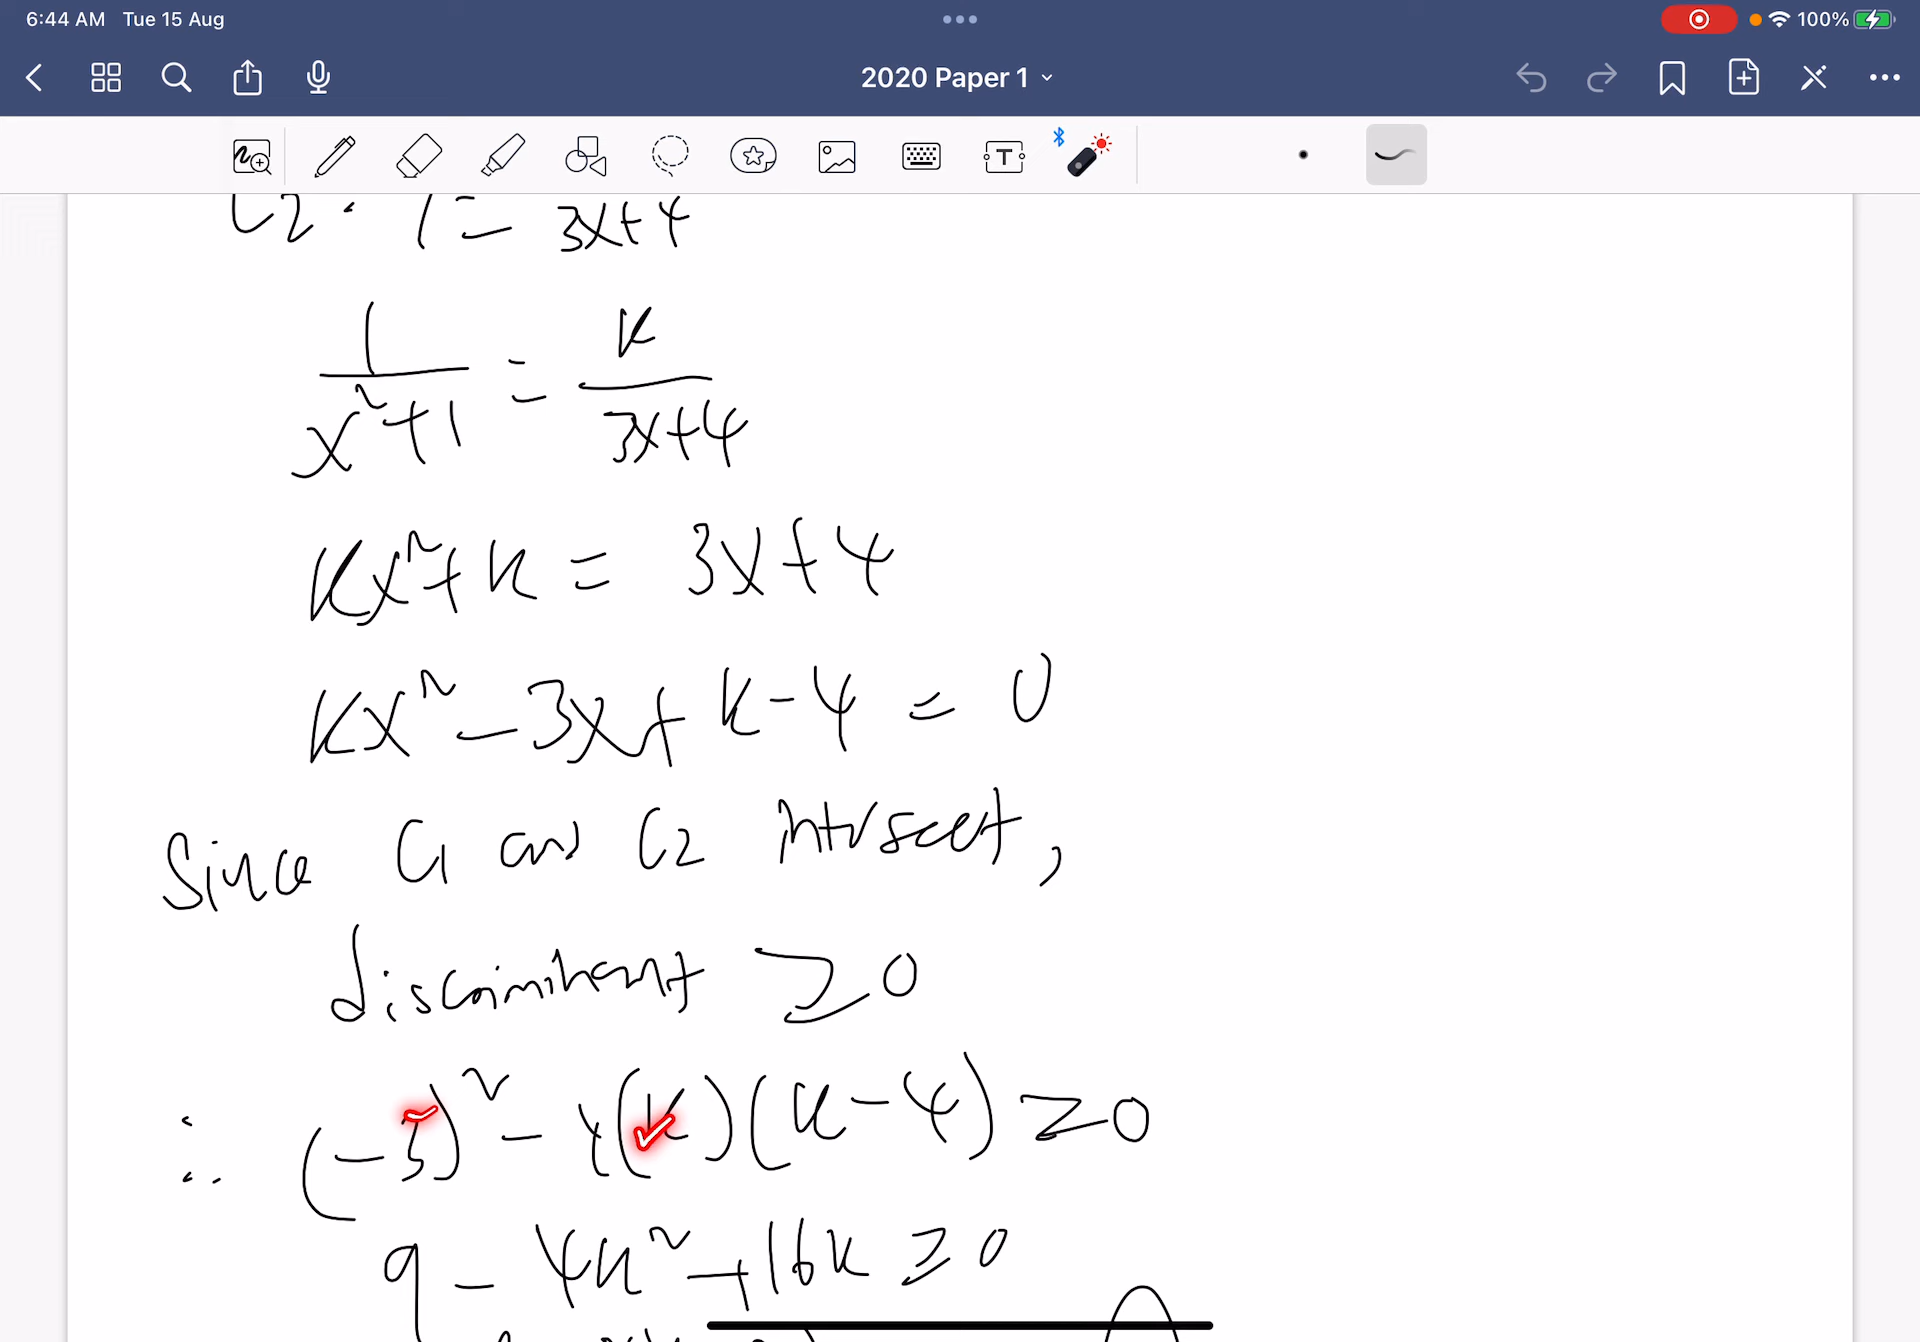 6:44 AM Tue 15 Aug
100%
2020 Paper 1
T
C2: y = 3x+4
1/(x²+1) = k/(3x+4)
kx²+k = 3x+4
kx²-3x+k-4 = 0
Since C1 and C2 intersect,
discriminant ≥0
∴ (-3)² - 4(k)(k-4) ≥0
9 - 4k² +16k ≥0